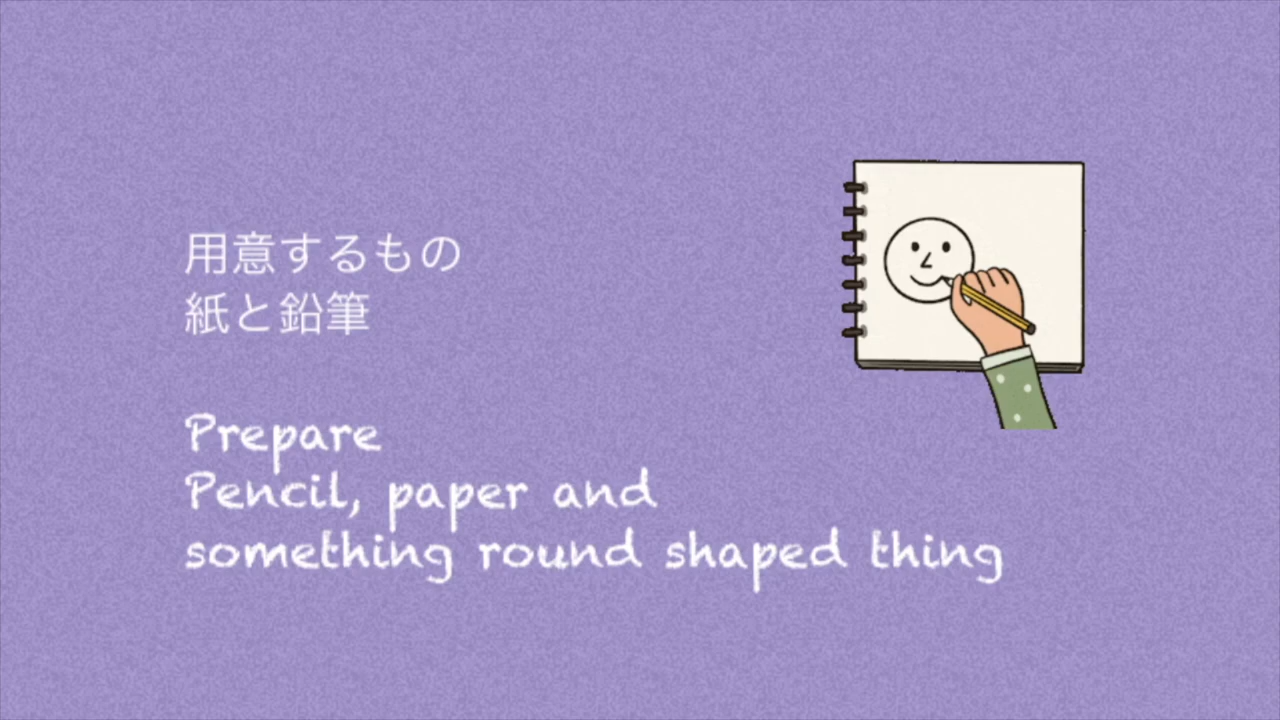 用意するもの
紙と鉛筆
Prepare
Pencil, paper and
something round shaped thing